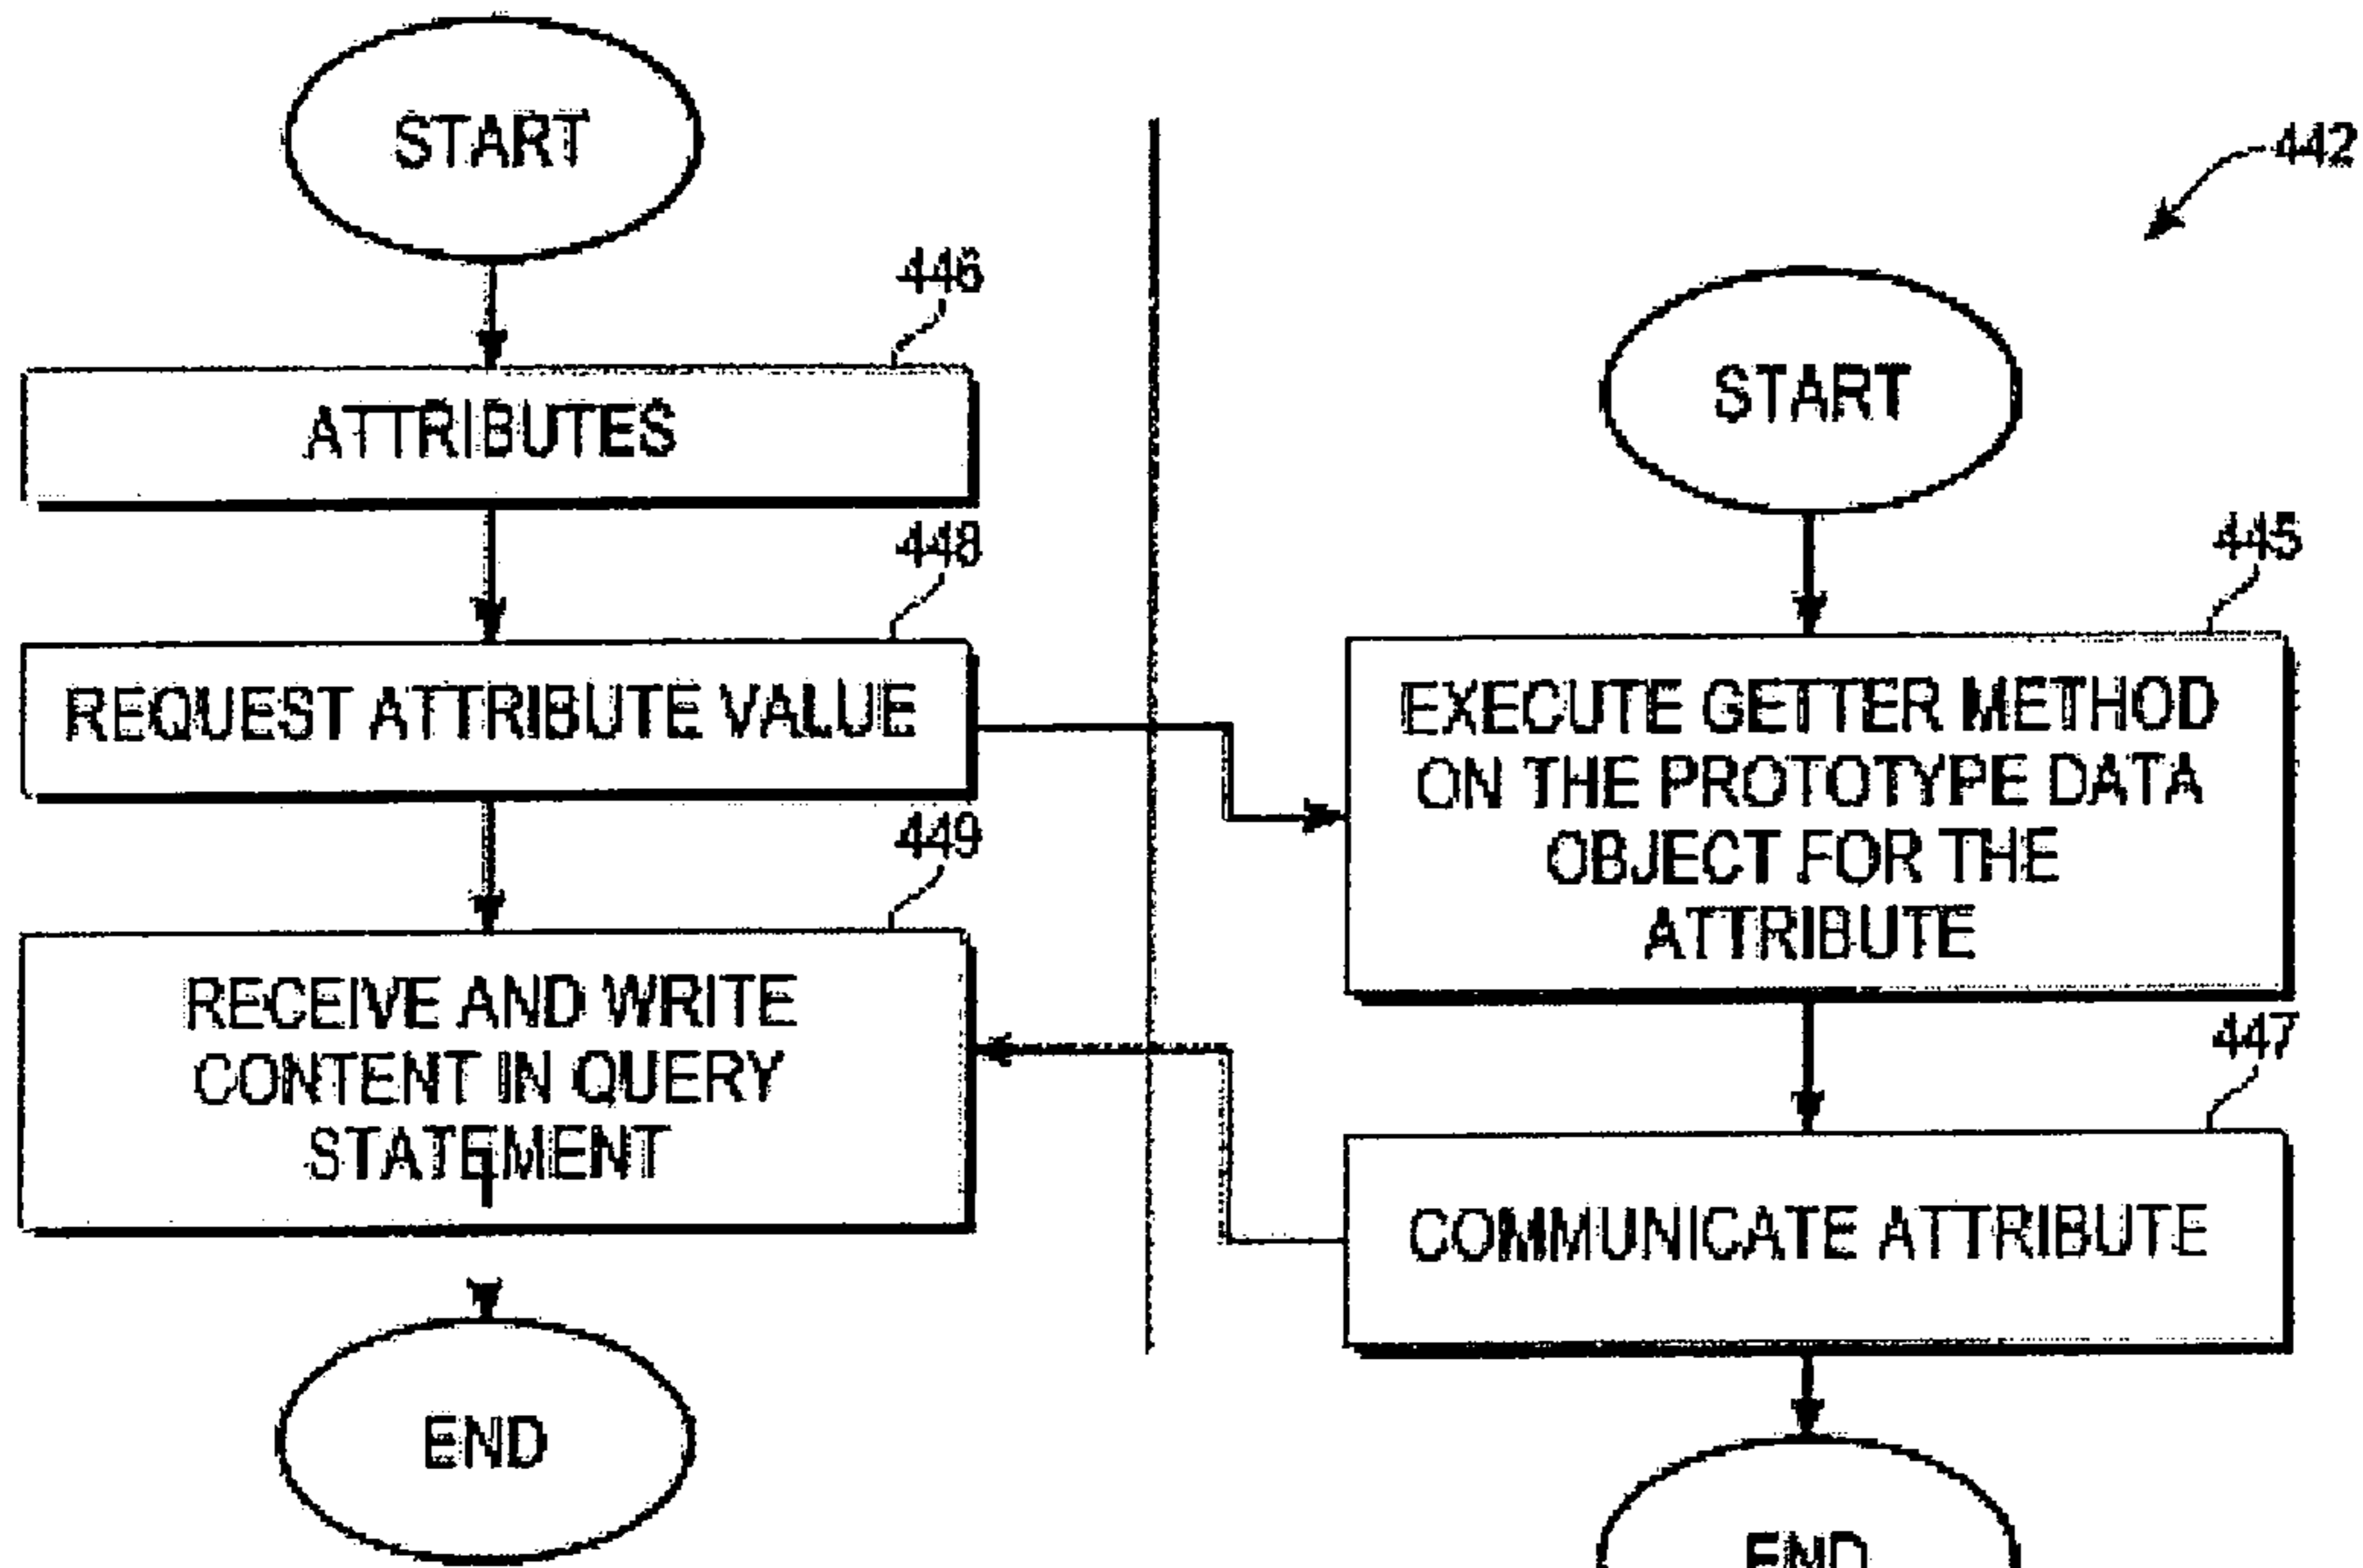 START
446
ATTRIBUTES
448
REQUEST ATTRIBUTE VALUE
449
RECEIVE AND WRITE
CONTENT IN QUERY
STATEMENT
END
442
START
445
EXECUTE GETTER METHOD
ON THE PROTOTYPE DATA
OBJECT FOR THE
ATTRIBUTE
447
COMMUNICATE ATTRIBUTE
END